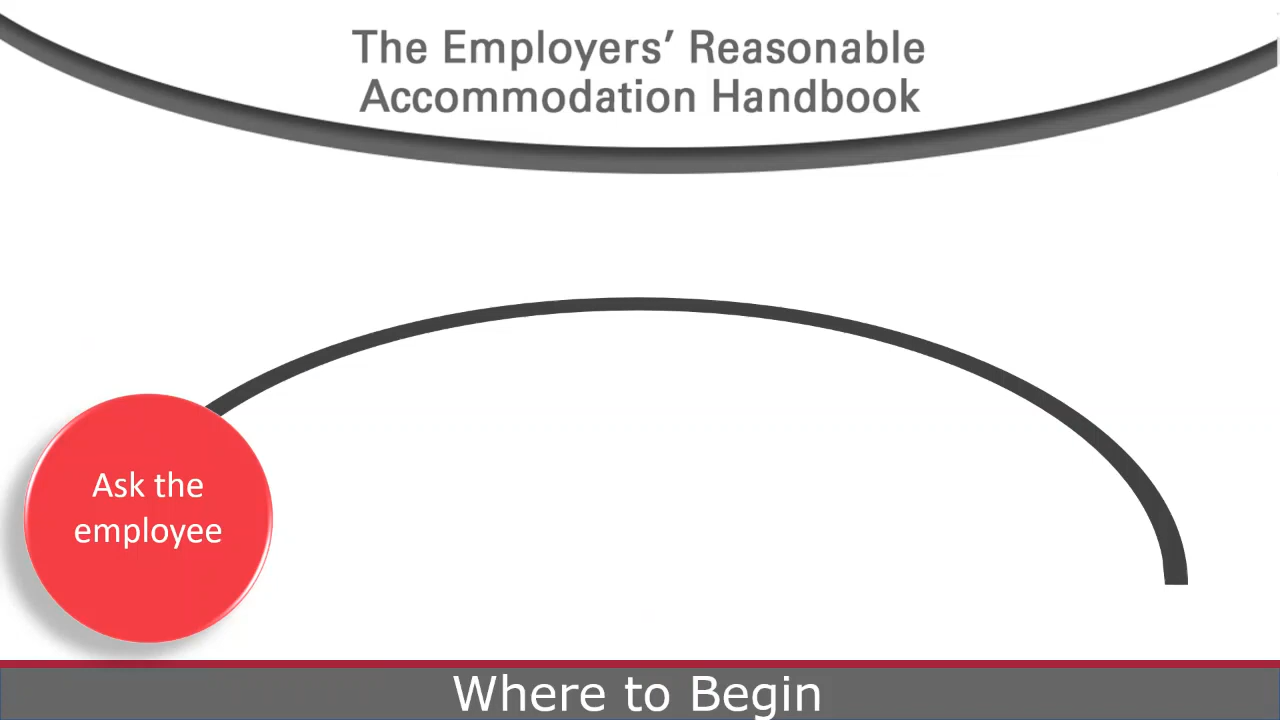 The Employers’ Reasonable
Accommodation Handbook
Ask the
employee
Where to Begin